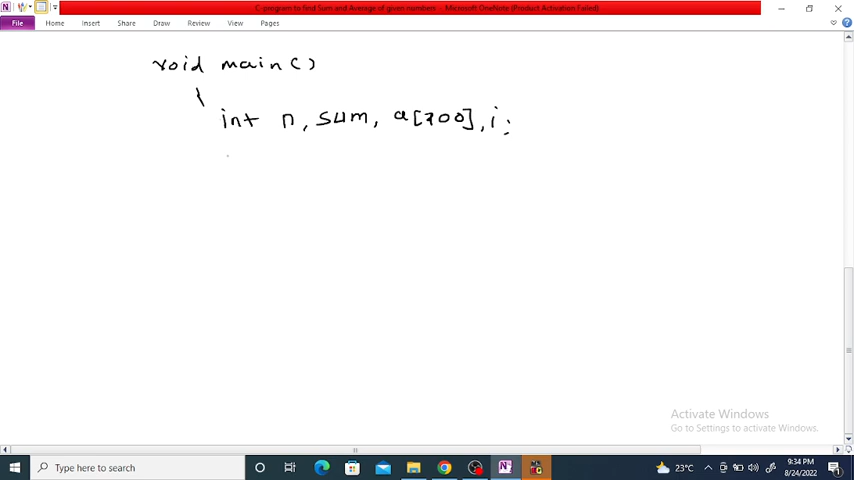 C-program to find Sum and Average of given numbers - Microsoft OneNote (Product Activation Failed)
File Home Insert Share Draw Review View Pages
void main()
{
int n, sum, a[100], i;
Activate Windows
Go to Settings to activate Windows.
Type here to search
23°C
9:34 PM
8/24/2022